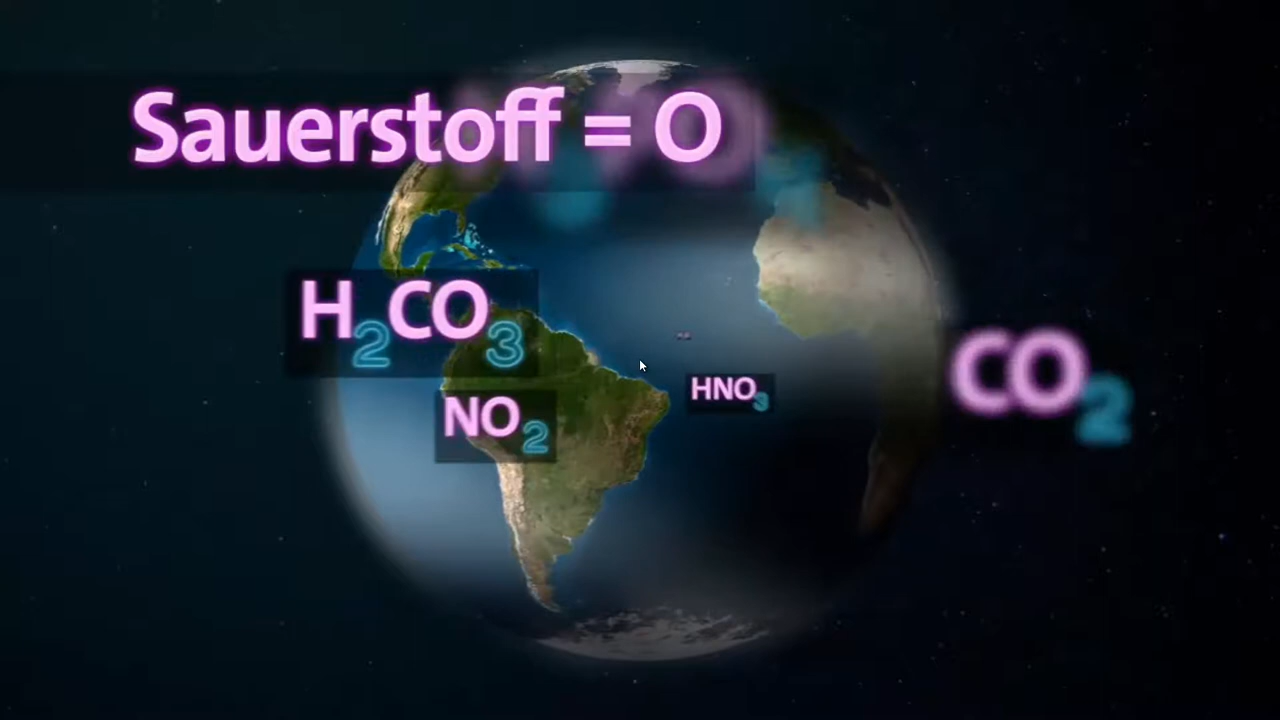 Sauerstoff = O
H₂CO₃
NO₂
HNO₃
CO₂